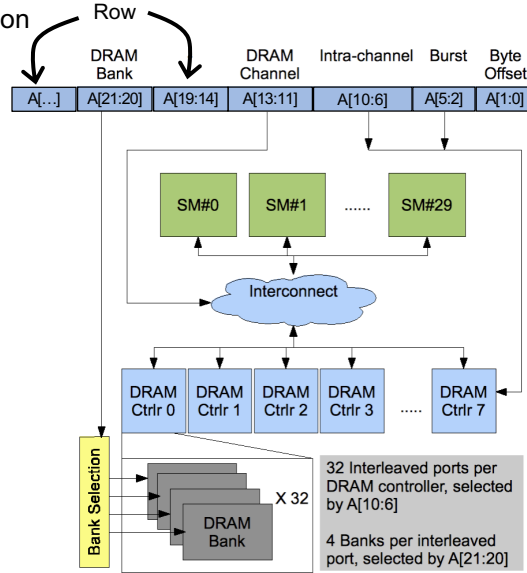 on
Row
DRAM
Bank
DRAM
Channel
Intra-channel
Burst
Byte
Offset
A[…]
A[21:20]
A[19:14]
A[13:11]
A[10:6]
A[5:2]
A[1:0]
SM#0
SM#1
......
SM#29
Interconnect
DRAM
Ctrlr 0
DRAM
Ctrlr 1
DRAM
Ctrlr 2
DRAM
Ctrlr 3
.....
DRAM
Ctrlr 7
Bank Selection
X 32
DRAM
Bank
32 Interleaved ports per
DRAM controller, selected
by A[10:6]
4 Banks per interleaved
port, selected by A[21:20]